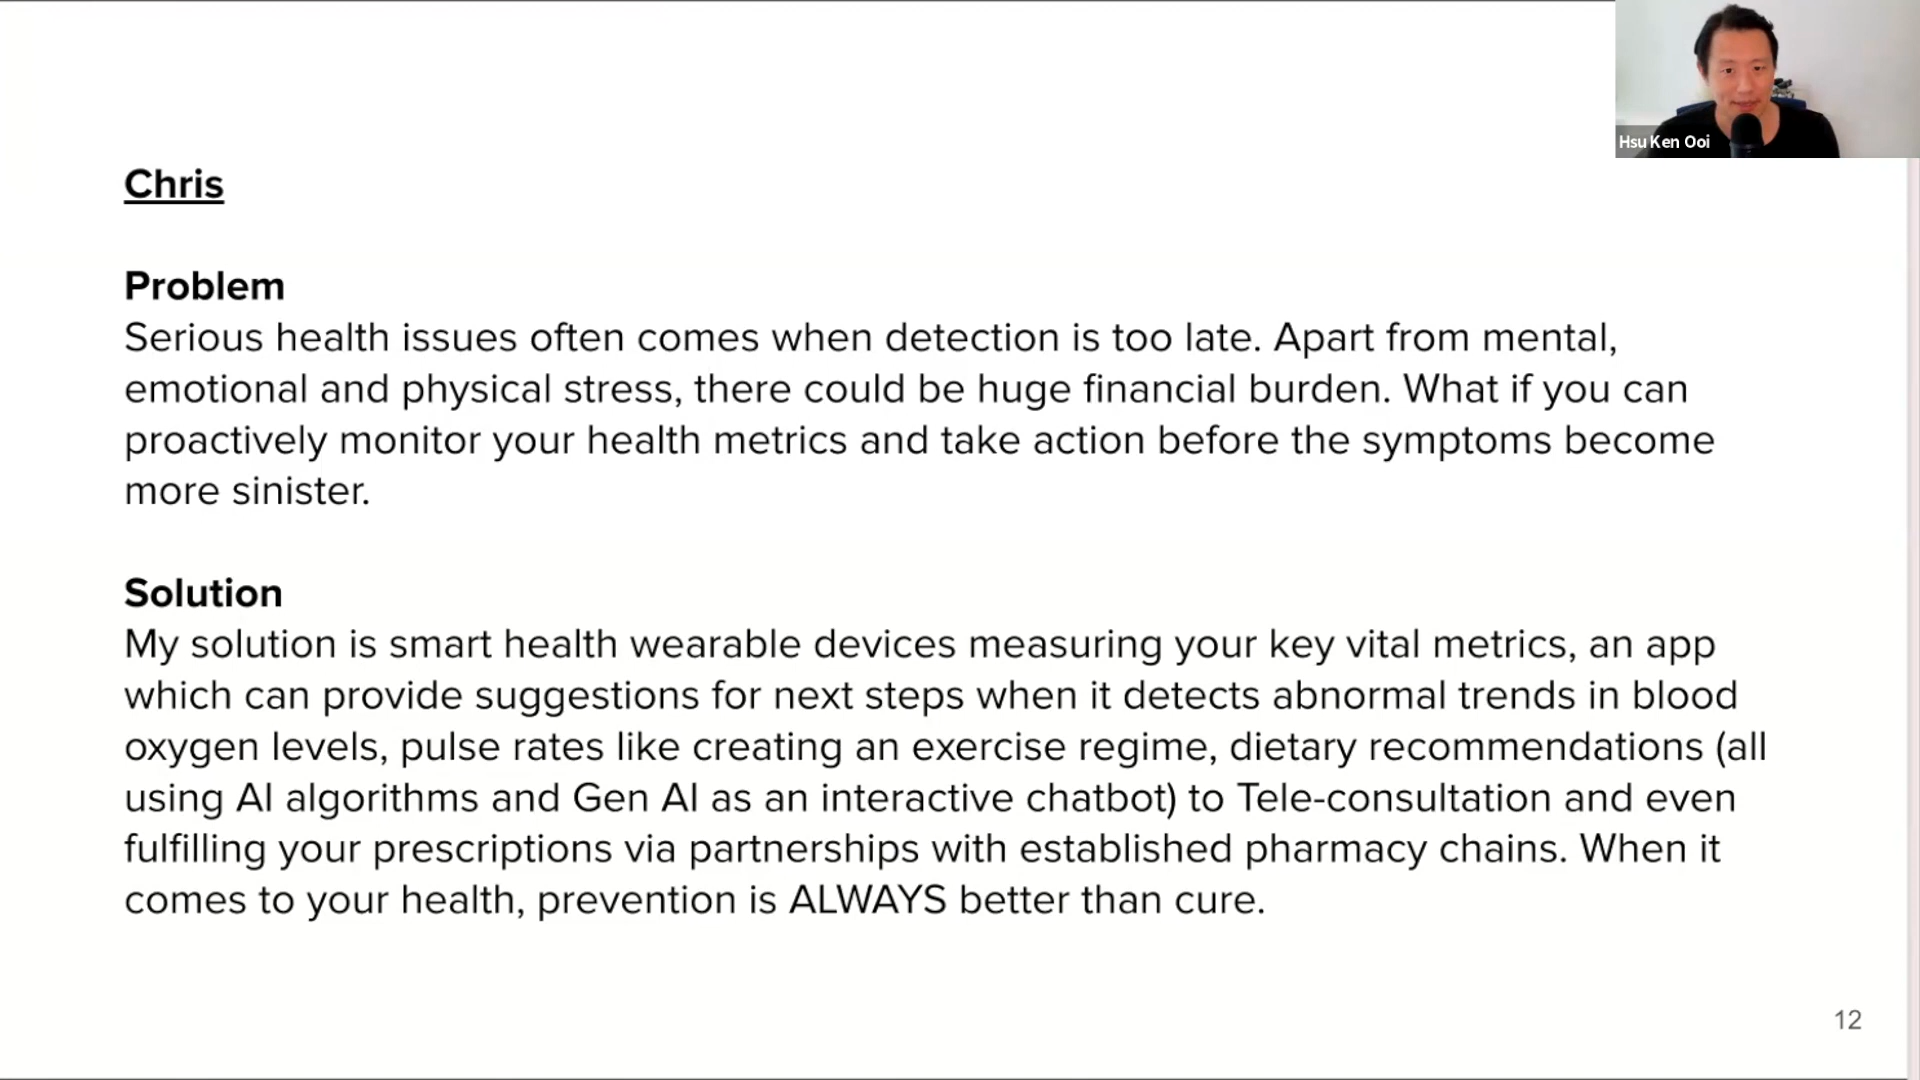 Hsu Ken Ooi
Chris
Problem
Serious health issues often comes when detection is too late. Apart from mental,
emotional and physical stress, there could be huge financial burden. What if you can
proactively monitor your health metrics and take action before the symptoms become
more sinister.
Solution
My solution is smart health wearable devices measuring your key vital metrics, an app
which can provide suggestions for next steps when it detects abnormal trends in blood
oxygen levels, pulse rates like creating an exercise regime, dietary recommendations (all
using AI algorithms and Gen AI as an interactive chatbot) to Tele-consultation and even
fulfilling your prescriptions via partnerships with established pharmacy chains. When it
comes to your health, prevention is ALWAYS better than cure.
12